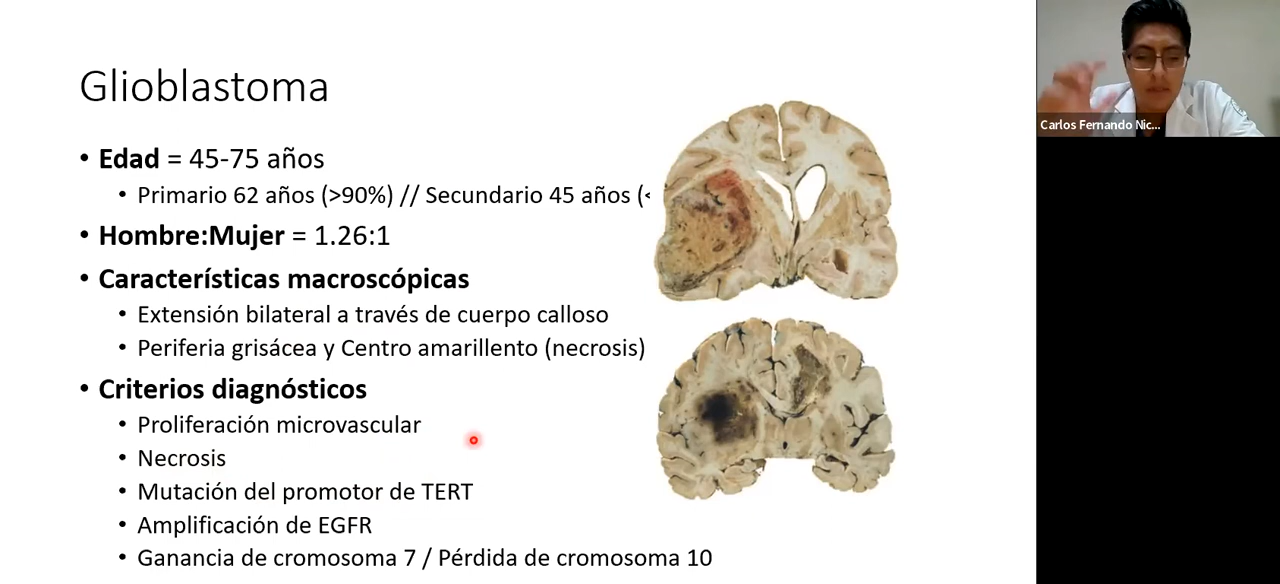 Glioblastoma
• Edad = 45-75 años
• Primario 62 años (>90%) // Secundario 45 años (<
• Hombre:Mujer = 1.26:1
• Características macroscópicas
• Extensión bilateral a través de cuerpo calloso
• Periferia grisácea y Centro amarillento (necrosis)
• Criterios diagnósticos
• Proliferación microvascular
• Necrosis
• Mutación del promotor de TERT
• Amplificación de EGFR
• Ganancia de cromosoma 7 / Pérdida de cromosoma 10
Carlos Fernando Nic...